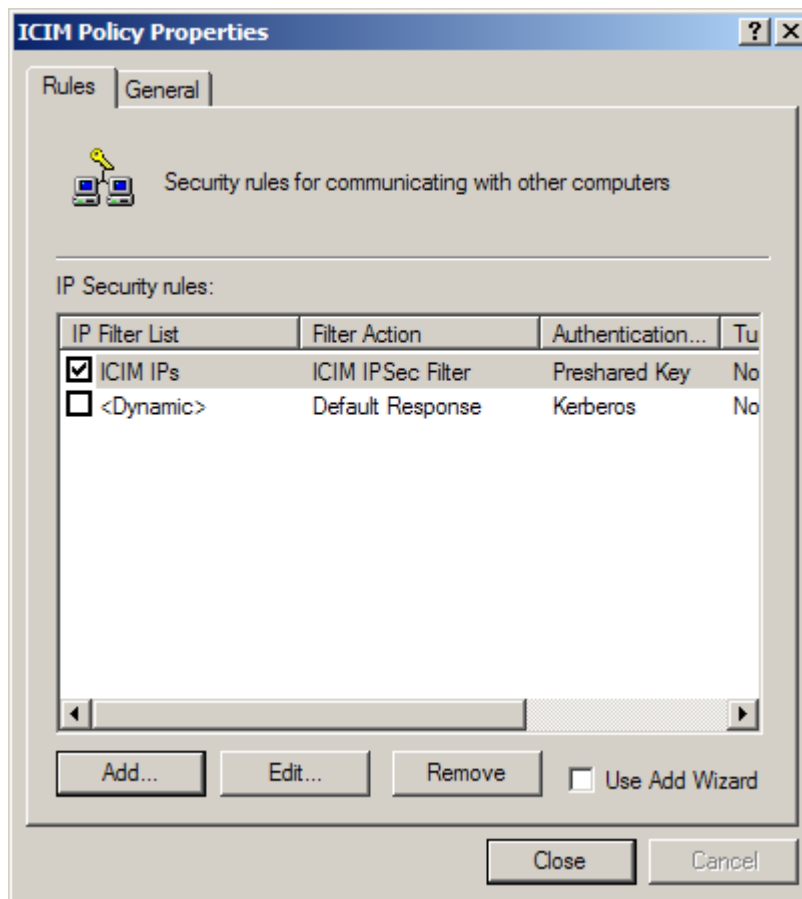 ICIM Policy Properties
Rules General
Security rules for communicating with other computers
IP Security rules:
IP Filter List Filter Action Authentication... Tu
ICIM IPs ICIM IPSec Filter Preshared Key No
<Dynamic> Default Response Kerberos No
Add... Edit... Remove Use Add Wizard
Close Cancel